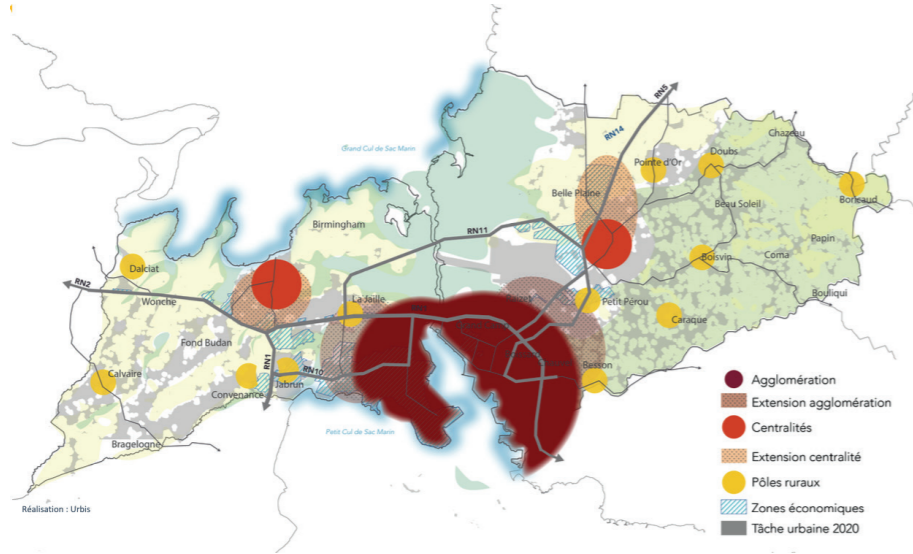 RN5
RN14
Chazeau
Doubs
Pointe d'Or
Grand Cul de Sac Marin
Belle Plaine
Boricaud
Beau Soleil
Birmingham
Papin
RN11
Boisvin
Coma
Dalciat
RN2
Wonche
Bouliqui
La Jaille
Petit Pérou
Caraque
Fond Budan
RN1
Besson
Calvaire
RN10
Jabrun
Convenance
Petit Cul de Sac Marin
Bragelogne
Agglomération
Extension agglomération
Centralités
Extension centralité
Pôles ruraux
Zones économiques
Tâche urbaine 2020
Réalisation : Urbis